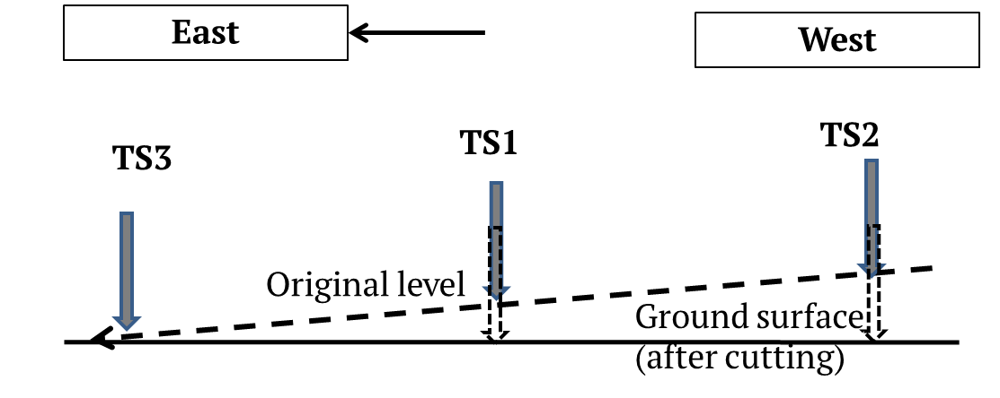 East
West
TS3
TS1
TS2
Original level
Ground surface
(after cutting)